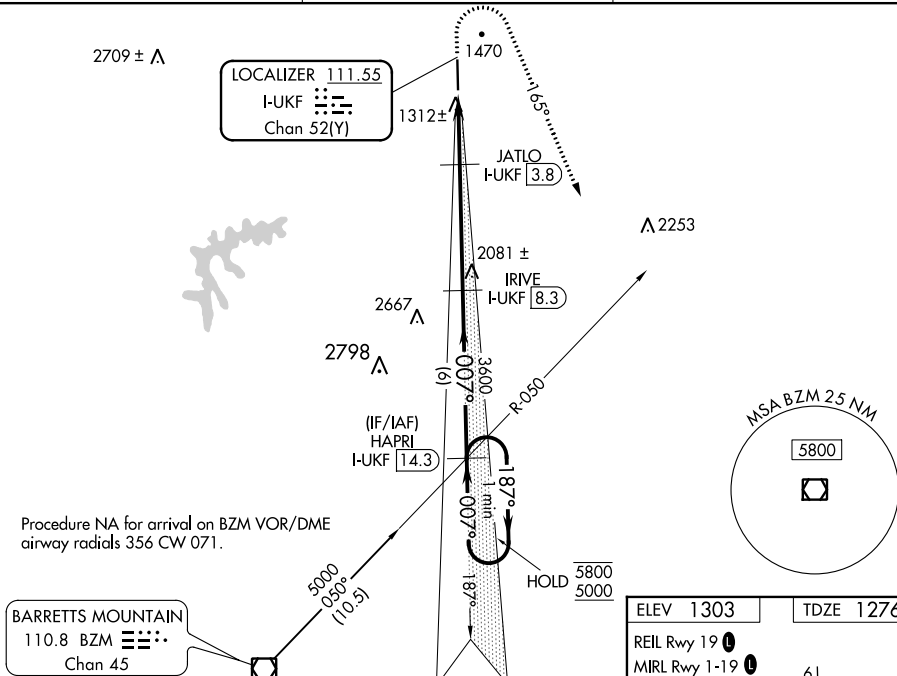 2709 ±
1470
LOCALIZER 111.55
I-UKF
Chan 52(Y)
165°
1312±
JATLO
I-UKF 3.8
2253
2081 ±
IRIVE
I-UKF 8.3
2667
2798
007°
(6)
3600
R-050
(IF/IAF)
HAPRI
I-UKF 14.3
MSA BZM 25 NM
5800
187°
1 min
007°
187°
HOLD 5800
5000
Procedure NA for arrival on BZM VOR/DME
airway radials 356 CW 071.
5000
050°
(10.5)
BARRETTS MOUNTAIN
110.8 BZM
Chan 45
ELEV 1303
TDZE 1276
REIL Rwy 19 L
MIRL Rwy 1-19 L